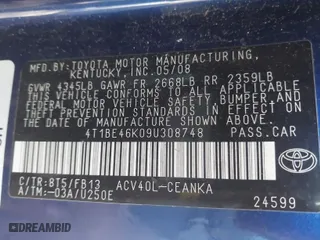 MFD.BY: TOYOTA MOTOR MANUFACTURING,
KENTUCKY, INC. 05/08
GVWR 4345LB GAWR FR 2668LB RR 2359LB
THIS VEHICLE CONFORMS TO ALL APPLICABLE
FEDERAL MOTOR VEHICLE SAFETY, BUMPER, AND
THEFT PREVENTION STANDARDS IN EFFECT ON
THE DATE OF MANUFACTURE SHOWN ABOVE.
4T1BE46K09U308748 PASS.CAR
C/TR: 8T5/FB13 ACV40L-CEANKA
A/TM: -03A/U250E
TOYOTA
24599